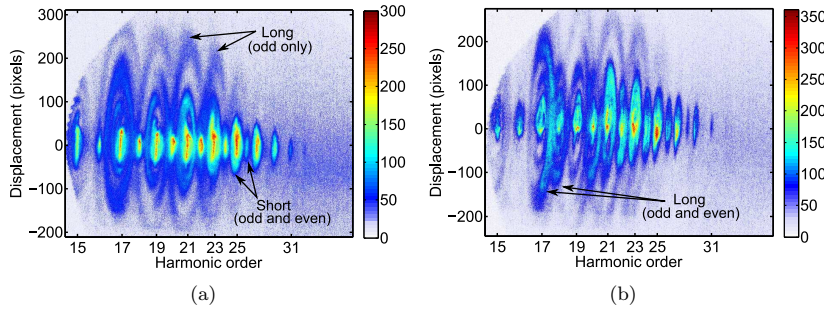 300
200
100
0
−100
−200
Displacement (pixels)
15 17 19 21 23 25 31
Harmonic order
Long
(odd only)
Short
(odd and even)
300
250
200
150
100
50
0
(a)
200
100
0
−100
−200
Displacement (pixels)
15 17 19 21 23 25 31
Harmonic order
Long
(odd and even)
350
300
250
200
150
100
50
0
(b)